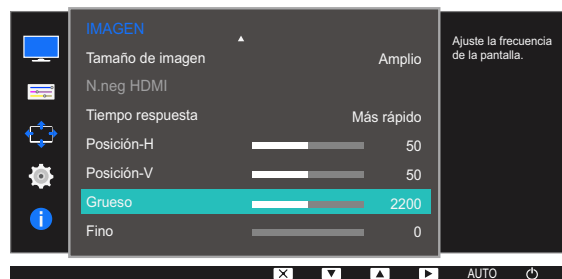 IMAGEN
Tamaño de imagen Amplio
N.neg HDMI
Tiempo respuesta Más rápido
Posición-H 50
Posición-V 50
Grueso 2200
Fino 0
Ajuste la frecuencia
de la pantalla.
AUTO